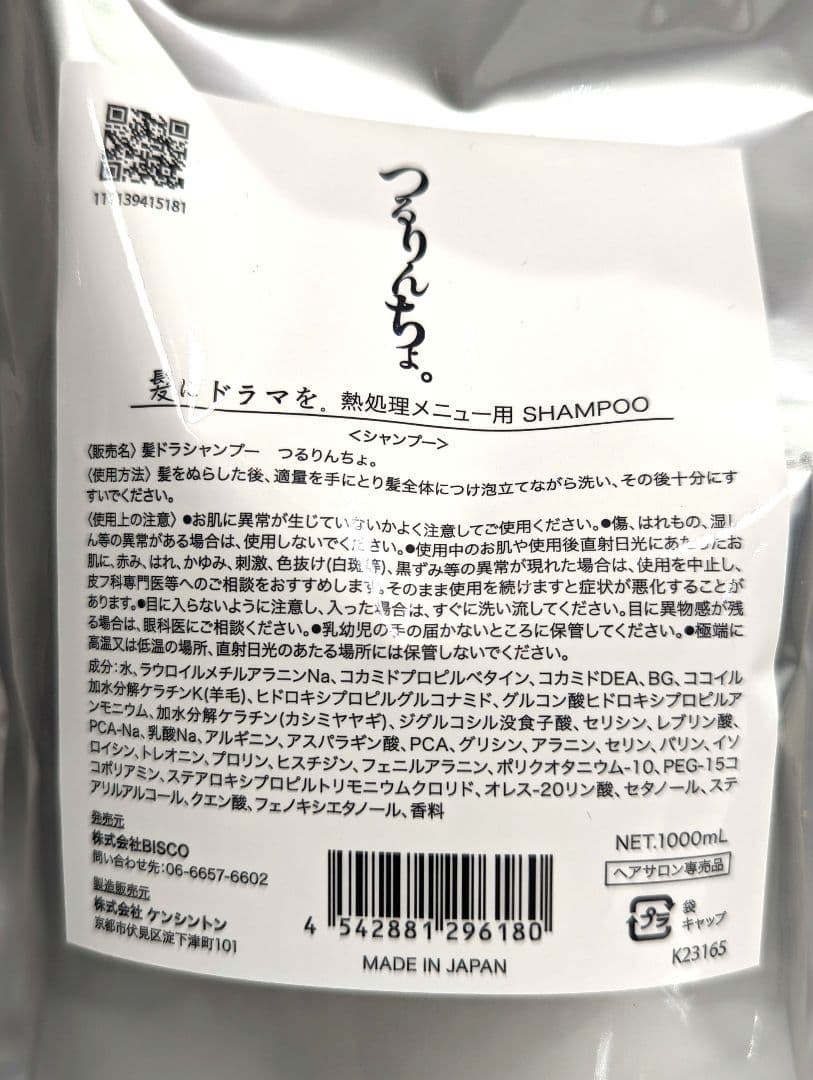 つるりんちょ。
髪にドラマを。熱処理メニュー用 SHAMPOO
<シャンプー>
〈販売名〉髪ドラシャンプー つるりんちょ。
〈使用方法〉髪をぬらした後、適量を手にとり髪全体につけ泡立てながら洗い、その後十分にす
すいでください。
〈使用上の注意〉●お肌に異常が生じていないかよく注意してご使用ください。●傷、はれもの、湿し
ん等の異常がある場合は、使用しないでください。●使用中のお肌や使用後直射日光にあたったお
肌に、赤み、はれ、かゆみ、刺激、色抜け(白斑等)、黒ずみ等の異常が現れた場合は、使用を中止し、
皮フ科専門医等へのご相談をおすすめします。そのまま使用を続けますと症状が悪化することが
あります。●目に入らないように注意し、入った場合は、すぐに洗い流してください。目に異物感が残
る場合は、眼科医にご相談ください。●乳幼児の手の届かないところに保管してください。●極端に
高温又は低温の場所、直射日光のあたる場所には保管しないでください。
成分:水、ラウロイルメチルアラニンNa、コカミドプロピルベタイン、コカミドDEA、BG、ココイル
加水分解ケラチンK(羊毛)、ヒドロキシプロピルグルコナミド、グルコン酸ヒドロキシプロピルア
ンモニウム、加水分解ケラチン(カシミヤヤギ)、ジグルコシル没食子酸、セリシン、レブリン酸、
PCA-Na、乳酸Na、アルギニン、アスパラギン酸、PCA、グリシン、アラニン、セリン、バリン、イソ
ロイシン、トレオニン、プロリン、ヒスチジン、フェニルアラニン、ポリクオタニウム-10、PEG-15コ
コポリアミン、ステアロキシプロピルトリモニウムクロリド、オレス-20リン酸、セタノール、ステ
アリルアルコール、クエン酸、フェノキシエタノール、香料
発売元
株式会社BISCO
問い合わせ先:06-6657-6602
製造販売元
株式会社 ケンシントン
京都市伏見区淀下津町101
4 542881 296180
MADE IN JAPAN
NET.1000mL
ヘアサロン専売品
プラ
袋
キャップ
K23165